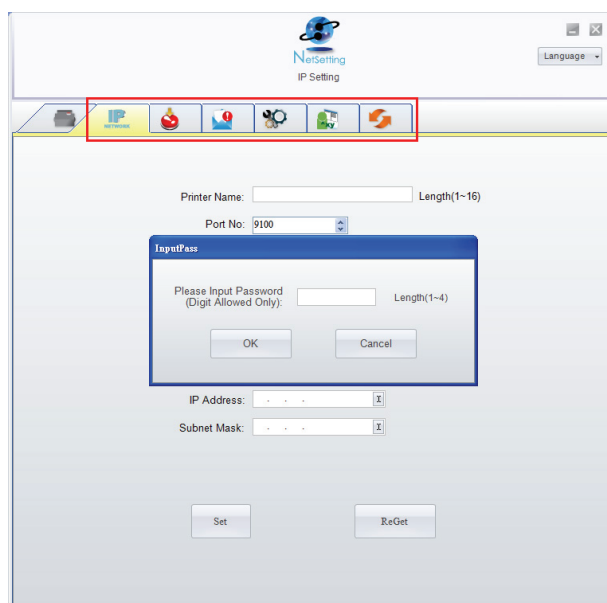 NetSetting
IP Setting
Language
IP
NETWORK
Printer Name:
Length(1~16)
Port No: 9100
InputPass
Please Input Password
(Digit Allowed Only):
Length(1~4)
OK
Cancel
IP Address: . . .
Subnet Mask: . . .
Set
ReGet